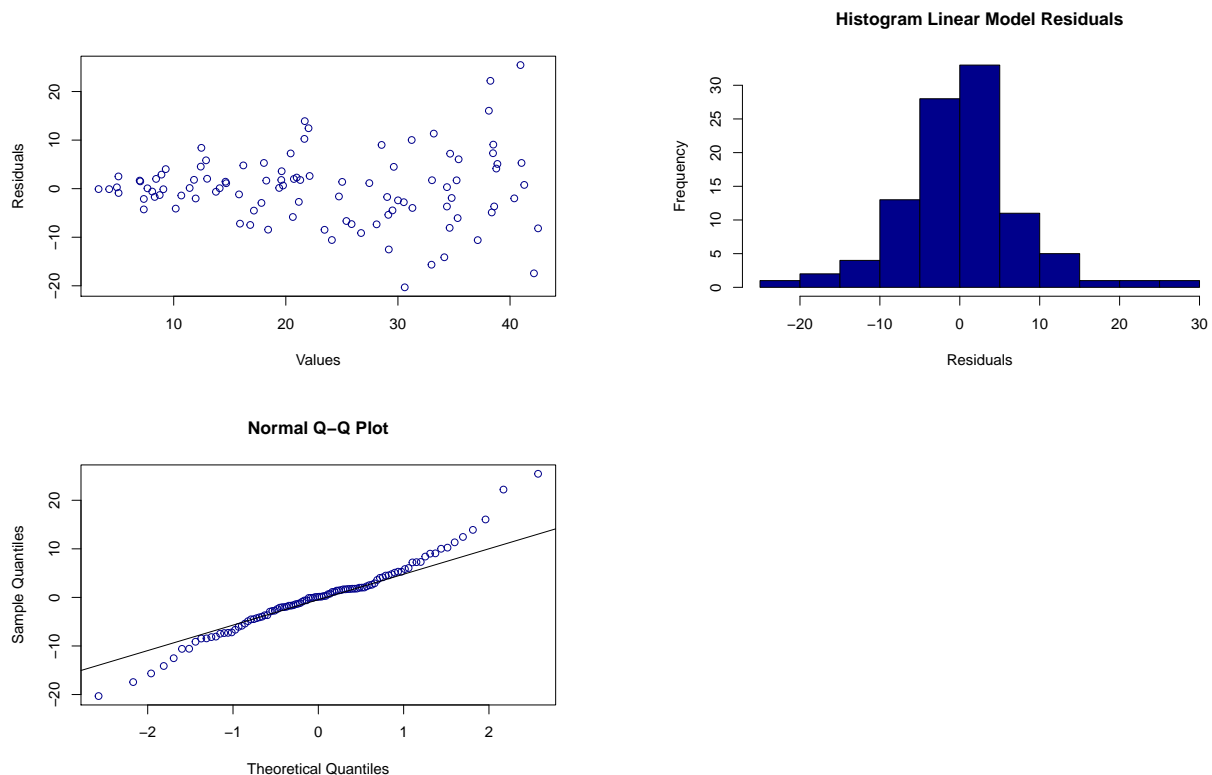 Residuals
20
10
0
−10
−20
10 20 30 40
Values
Histogram Linear Model Residuals
Frequency
30
25
20
15
10
5
0
−20 −10 0 10 20 30
Residuals
Normal Q−Q Plot
Sample Quantiles
20
10
0
−10
−20
−2 −1 0 1 2
Theoretical Quantiles